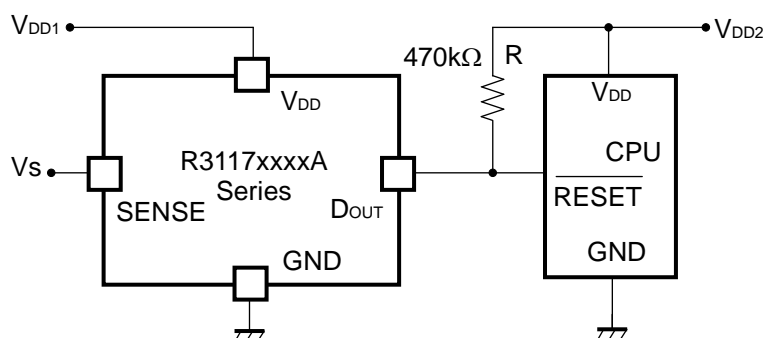 VDD1
VDD2
470kΩ R
VDD
VDD
R3117xxxxA
Series
CPU
Vs
SENSE
DOUT
RESET
GND
GND